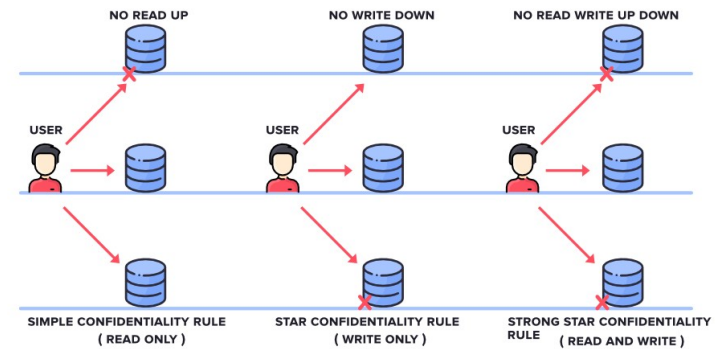 NO READ UP
NO WRITE DOWN
NO READ WRITE UP DOWN
USER
USER
USER
SIMPLE CONFIDENTIALITY RULE
( READ ONLY )
STAR CONFIDENTIALITY RULE
( WRITE ONLY )
STRONG STAR CONFIDENTIALITY
RULE ( READ AND WRITE )